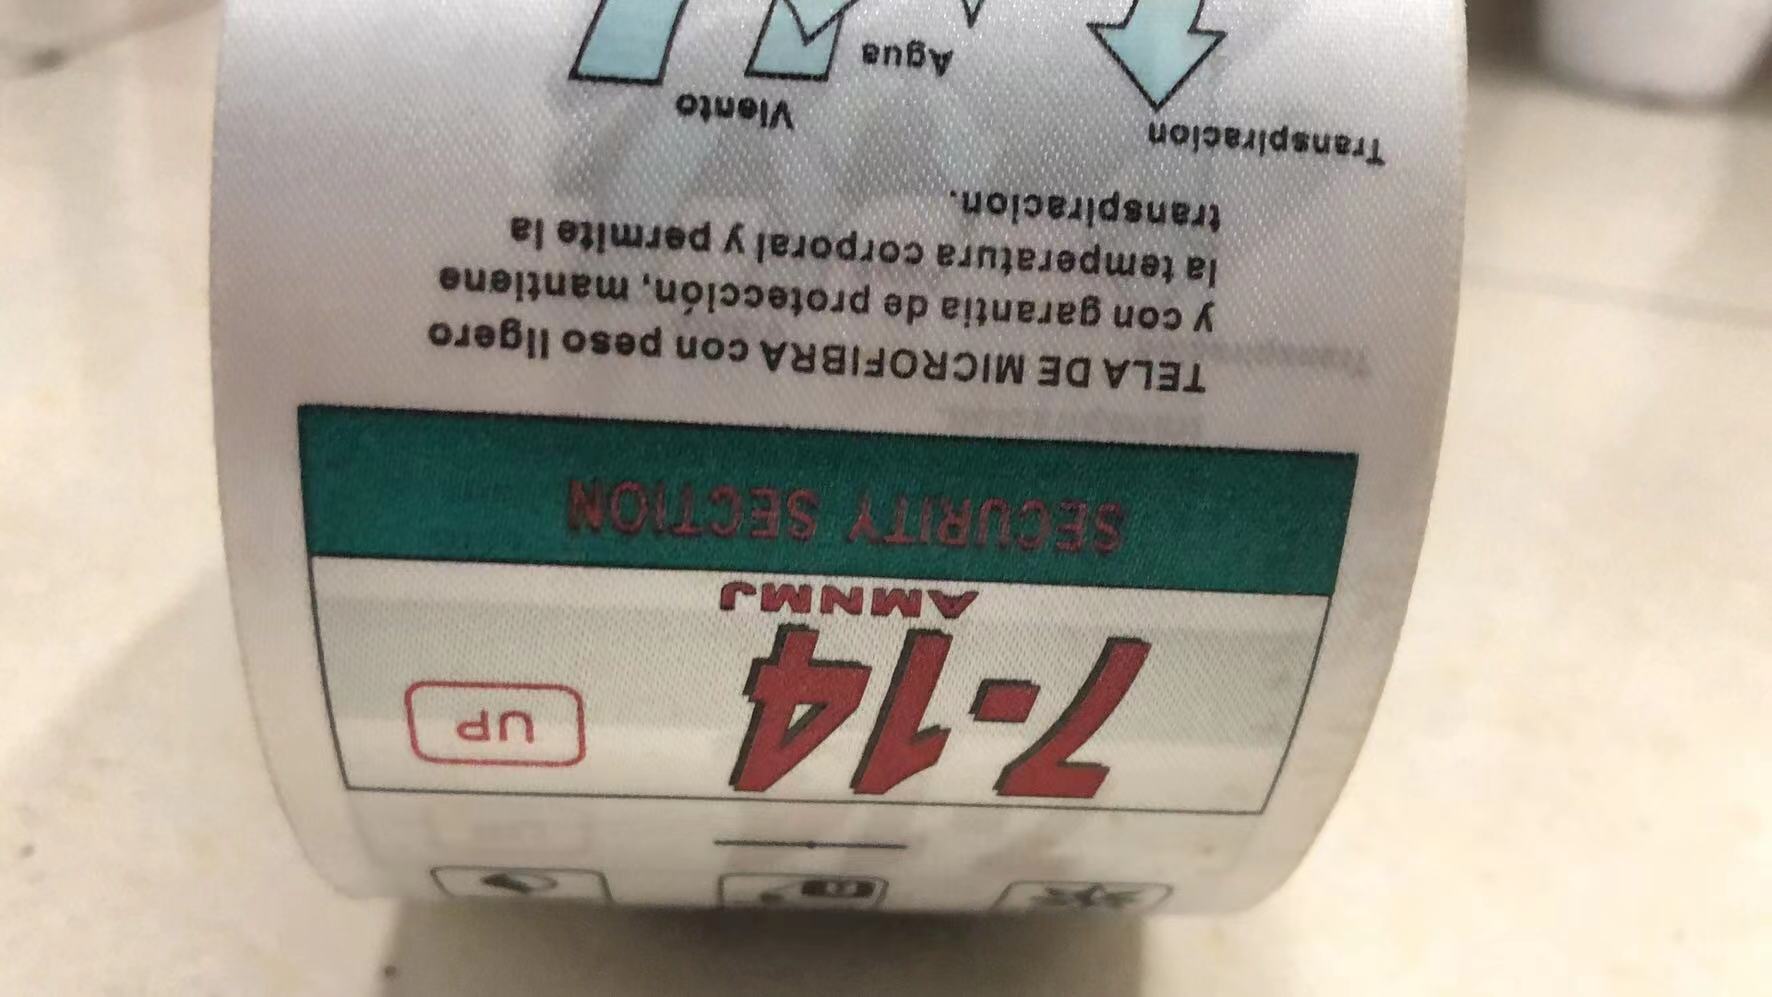 7-14
UP
AMNMJ
SECURITY SECTION
TELA DE MICROFIBRA con peso ligero
y con garantia de protección, mantiene
la temperatura corporal y permite la
transpiracion.
Transpiracion
Viento
Agua